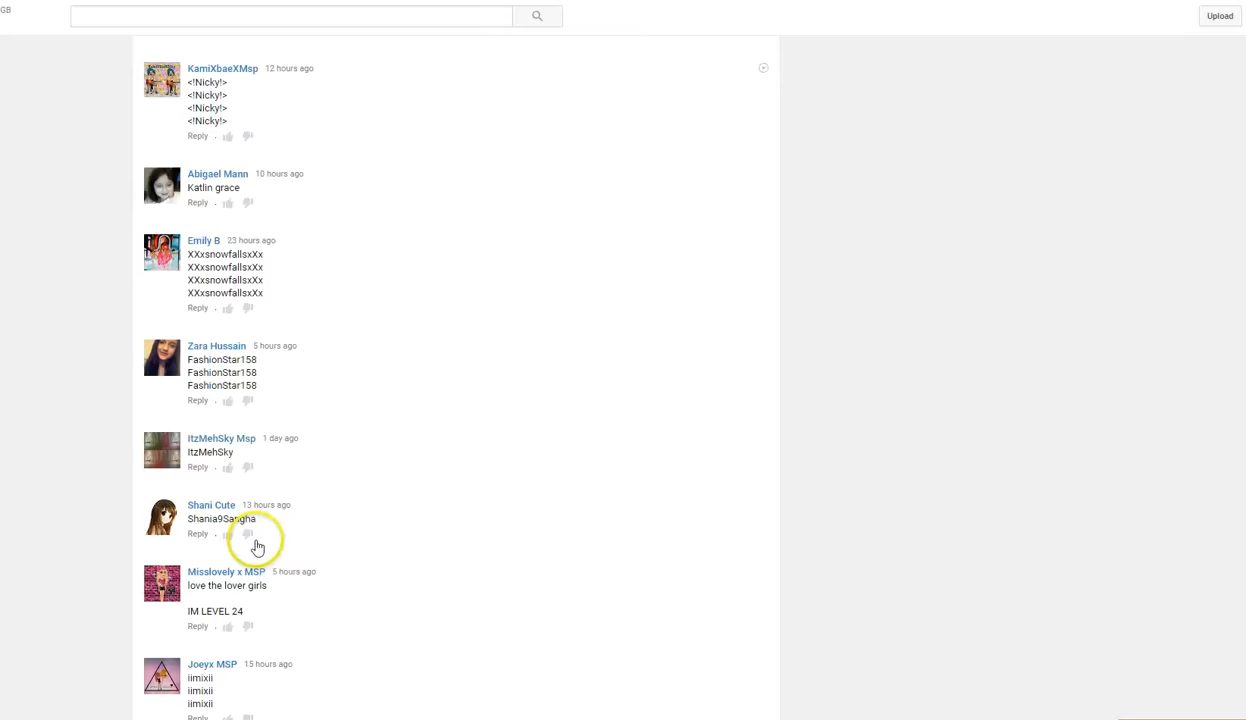 GB
Upload
KamiXbaeXMsp 12 hours ago
<!Nicky!>
<!Nicky!>
<!Nicky!>
<!Nicky!>
Reply .
Abigael Mann 10 hours ago
Katlin grace
Reply .
Emily B 23 hours ago
XXxsnowfallsxXx
XXxsnowfallsxXx
XXxsnowfallsxXx
XXxsnowfallsxXx
Reply .
Zara Hussain 5 hours ago
FashionStar158
FashionStar158
FashionStar158
Reply .
ItzMehSky Msp 1 day ago
ItzMehSky
Reply .
Shani Cute 13 hours ago
Shania9Sangha
Reply .
Misslovely x MSP 5 hours ago
love the lover girls
IM LEVEL 24
Reply .
Joeyx MSP 15 hours ago
iimixii
iimixii
iimixii
Reply .